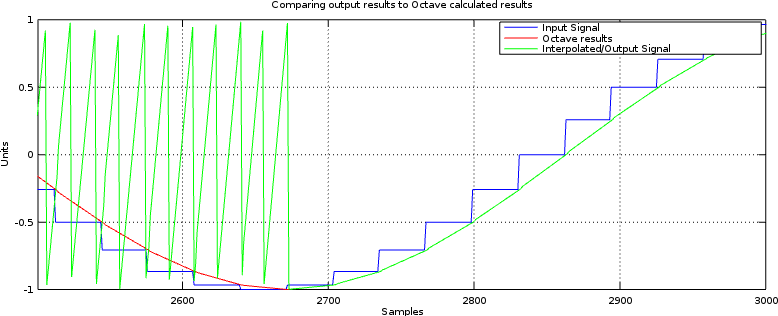 Comparing output results to Octave calculated results
Input Signal
Octave results
Interpolated/Output Signal
1
0.5
0
-0.5
-1
Units
2600
2700
2800
2900
3000
Samples